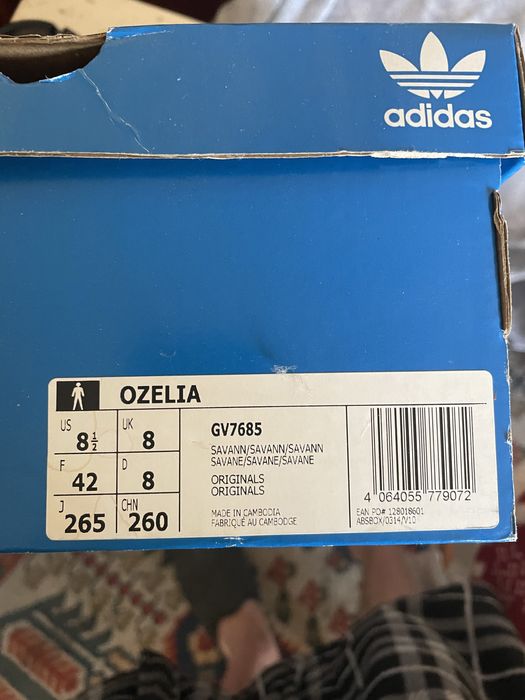 adidas
OZELIA
US 8½ UK 8
F 42 D 8
J 265 CHN 260
GV7685
SAVANN/SAVANN/SAVANN
SAVANE/SAVANE/SAVANE
ORIGINALS
ORIGINALS
MADE IN CAMBODIA
FABRIQUÉ AU CAMBODGE
4 064055 779072
EAN PO# 128018601
ABSBOX/0314/V10